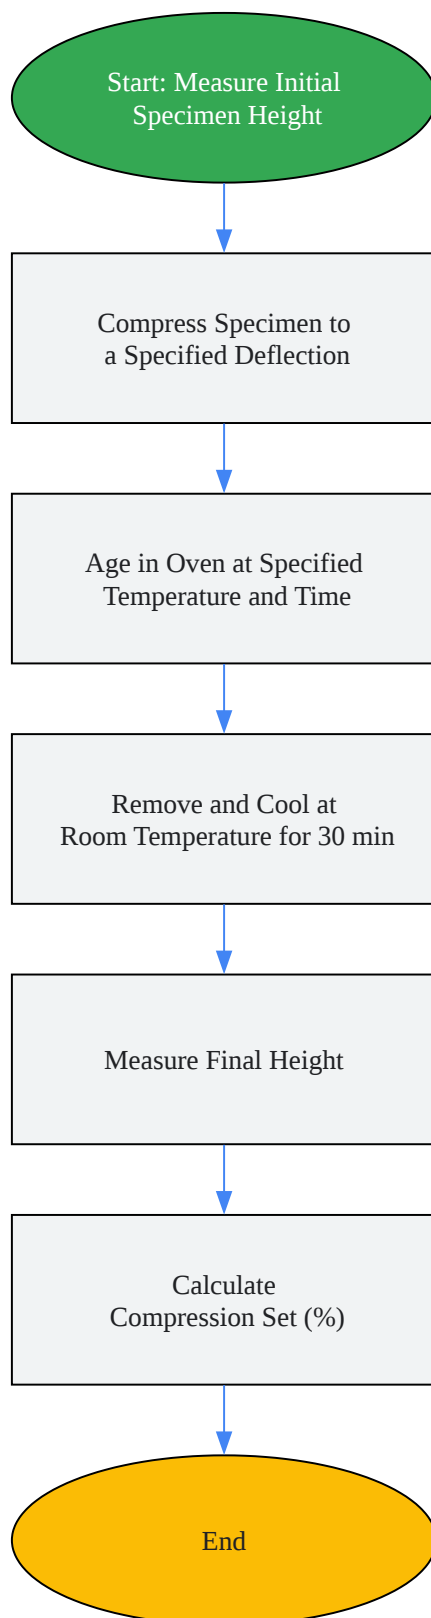 Start: Measure Initial
Specimen Height
Compress Specimen to
a Specified Deflection
Age in Oven at Specified
Temperature and Time
Remove and Cool at
Room Temperature for 30 min
Measure Final Height
Calculate
Compression Set (%)
End